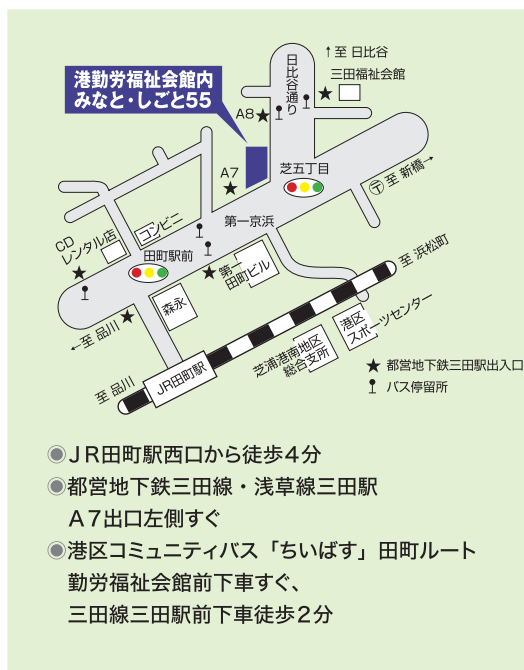 ↑至 日比谷
三田福祉会館
日比谷通り
港勤労福祉会館内
みなと・しごと55
A8
A7
芝五丁目
〒至 新橋→
第一京浜
コンビニ
CD
レンタル店
田町駅前
第一
田町ビル
森永
←至 品川
至 浜松町
港区
スポーツセンター
芝浦港南地区
総合支所
JR田町駅
至 品川
★ 都営地下鉄三田駅出入口
バス停留所
◉JR田町駅西口から徒歩4分
◉都営地下鉄三田線・浅草線三田駅
A7出口左側すぐ
◉港区コミュニティバス「ちいばす」田町ルート
勤労福祉会館前下車すぐ、
三田線三田駅前下車徒歩2分